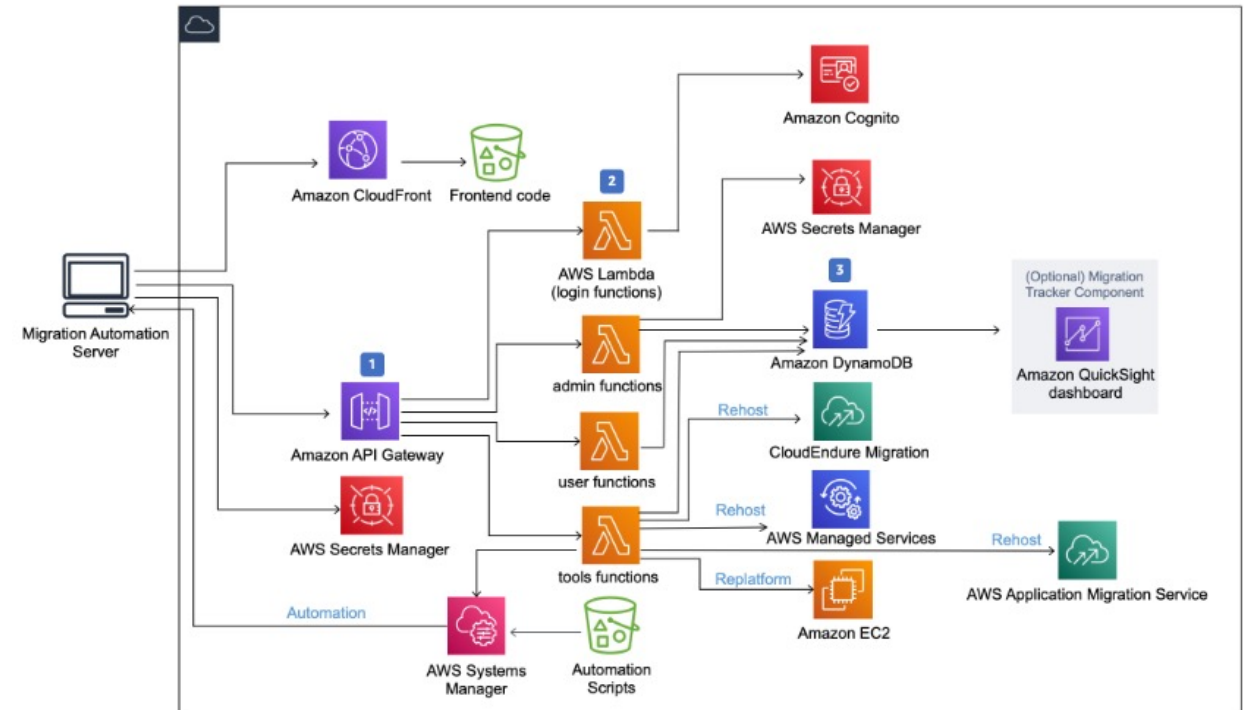 Amazon Cognito
Amazon CloudFront
Frontend code
2
AWS Secrets Manager
AWS Lambda
(login functions)
3
(Optional) Migration
Tracker Component
Migration Automation
Server
1
admin functions
Amazon DynamoDB
Amazon QuickSight
dashboard
Rehost
Amazon API Gateway
CloudEndure Migration
user functions
Rehost
AWS Managed Services
Rehost
AWS Secrets Manager
tools functions
Replatform
AWS Application Migration Service
Automation
Amazon EC2
AWS Systems
Manager
Automation
Scripts